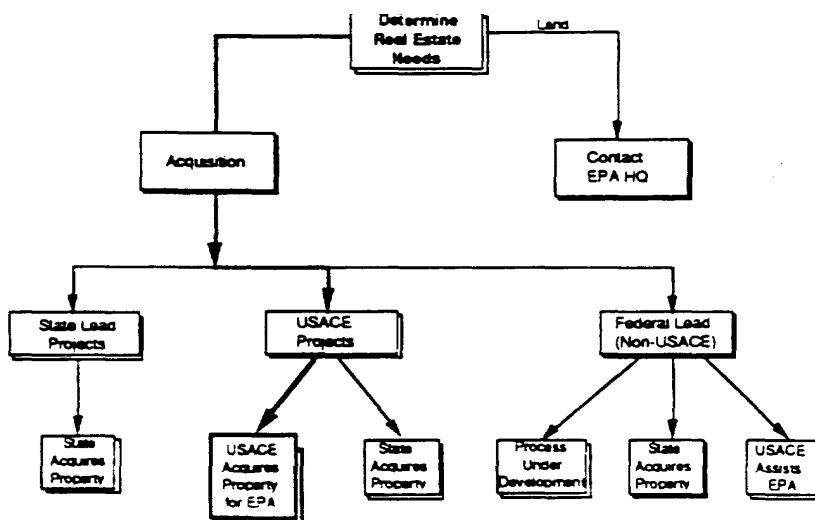 Determine
Real Estate
Needs
Land
Acquisition
Contact
EPA HQ
State Lead
Projects
USACE
Projects
Federal Lead
(Non-USACE)
State
Acquires
Property
USACE
Acquires
Property
for EPA
State
Acquires
Property
Process
Under
Development
State
Acquires
Property
USACE
Assists
EPA